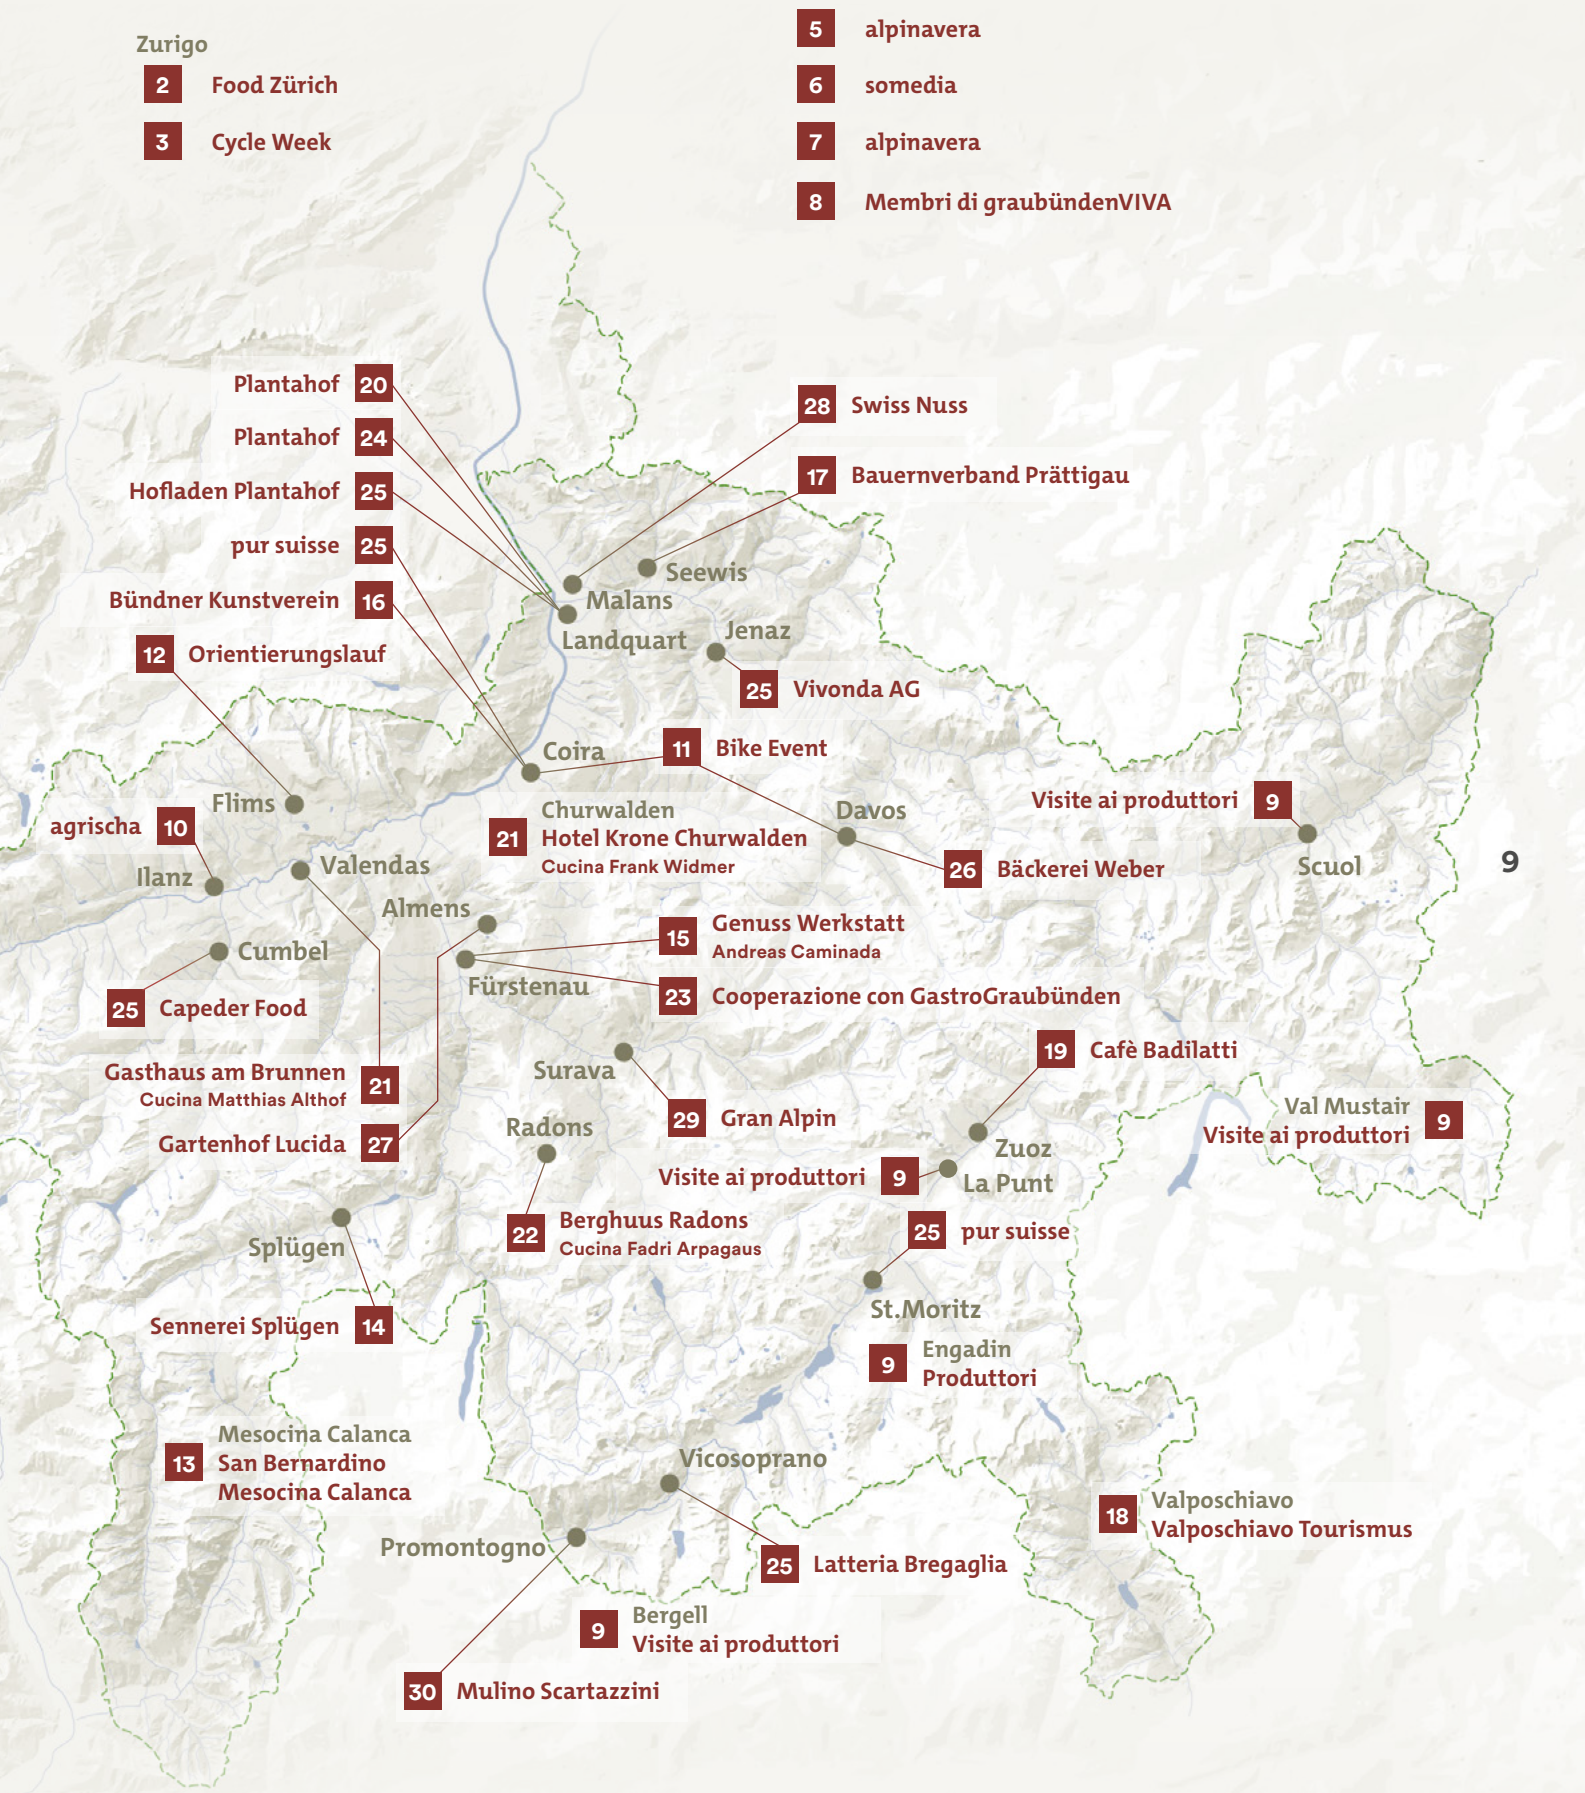 Zurigo
2 Food Zürich
3 Cycle Week
5 alpinavera
6 somedia
7 alpinavera
8 Membri di graubündenVIVA
Plantahof 20
Plantahof 24
Hofladen Plantahof 25
pur suisse 25
Bündner Kunstverein 16
12 Orientierungslauf
28 Swiss Nuss
17 Bauernverband Prättigau
Seewis
Malans
Landquart
Jenaz
25 Vivonda AG
Coira
11 Bike Event
Flims
agrischa 10
Ilanz
Valendas
Churwalden
21 Hotel Krone Churwalden
Cucina Frank Widmer
Davos
26 Bäckerei Weber
Visite ai produttori 9
Scuol
9
Almens
Cumbel
25 Capeder Food
Fürstenau
15 Genuss Werkstatt
Andreas Caminada
23 Cooperazione con GastroGraubünden
Gasthaus am Brunnen 21
Cucina Matthias Althof
Gartenhof Lucida 27
Surava
29 Gran Alpin
19 Cafè Badilatti
Val Mustair
Visite ai produttori 9
Radons
22 Berghuus Radons
Cucina Fadri Arpagaus
Zuoz
Visite ai produttori 9
La Punt
25 pur suisse
St.Moritz
Splügen
Sennerei Splügen 14
9 Engadin
Produttori
Mesocina Calanca
13 San Bernardino
Mesocina Calanca
Vicosoprano
25 Latteria Bregaglia
Promontogno
18 Valposchiavo
Valposchiavo Tourismus
9 Bergell
Visite ai produttori
30 Mulino Scartazzini